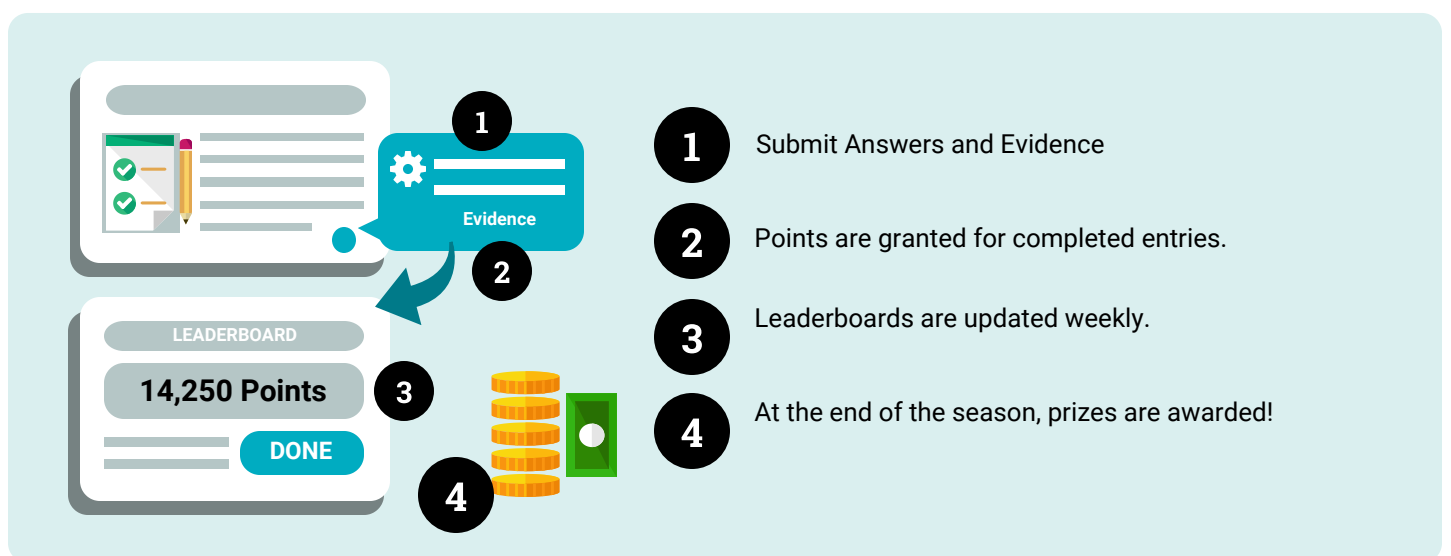 1
Evidence
2
LEADERBOARD
14,250 Points
3
DONE
4
1 Submit Answers and Evidence
2 Points are granted for completed entries.
3 Leaderboards are updated weekly.
4 At the end of the season, prizes are awarded!